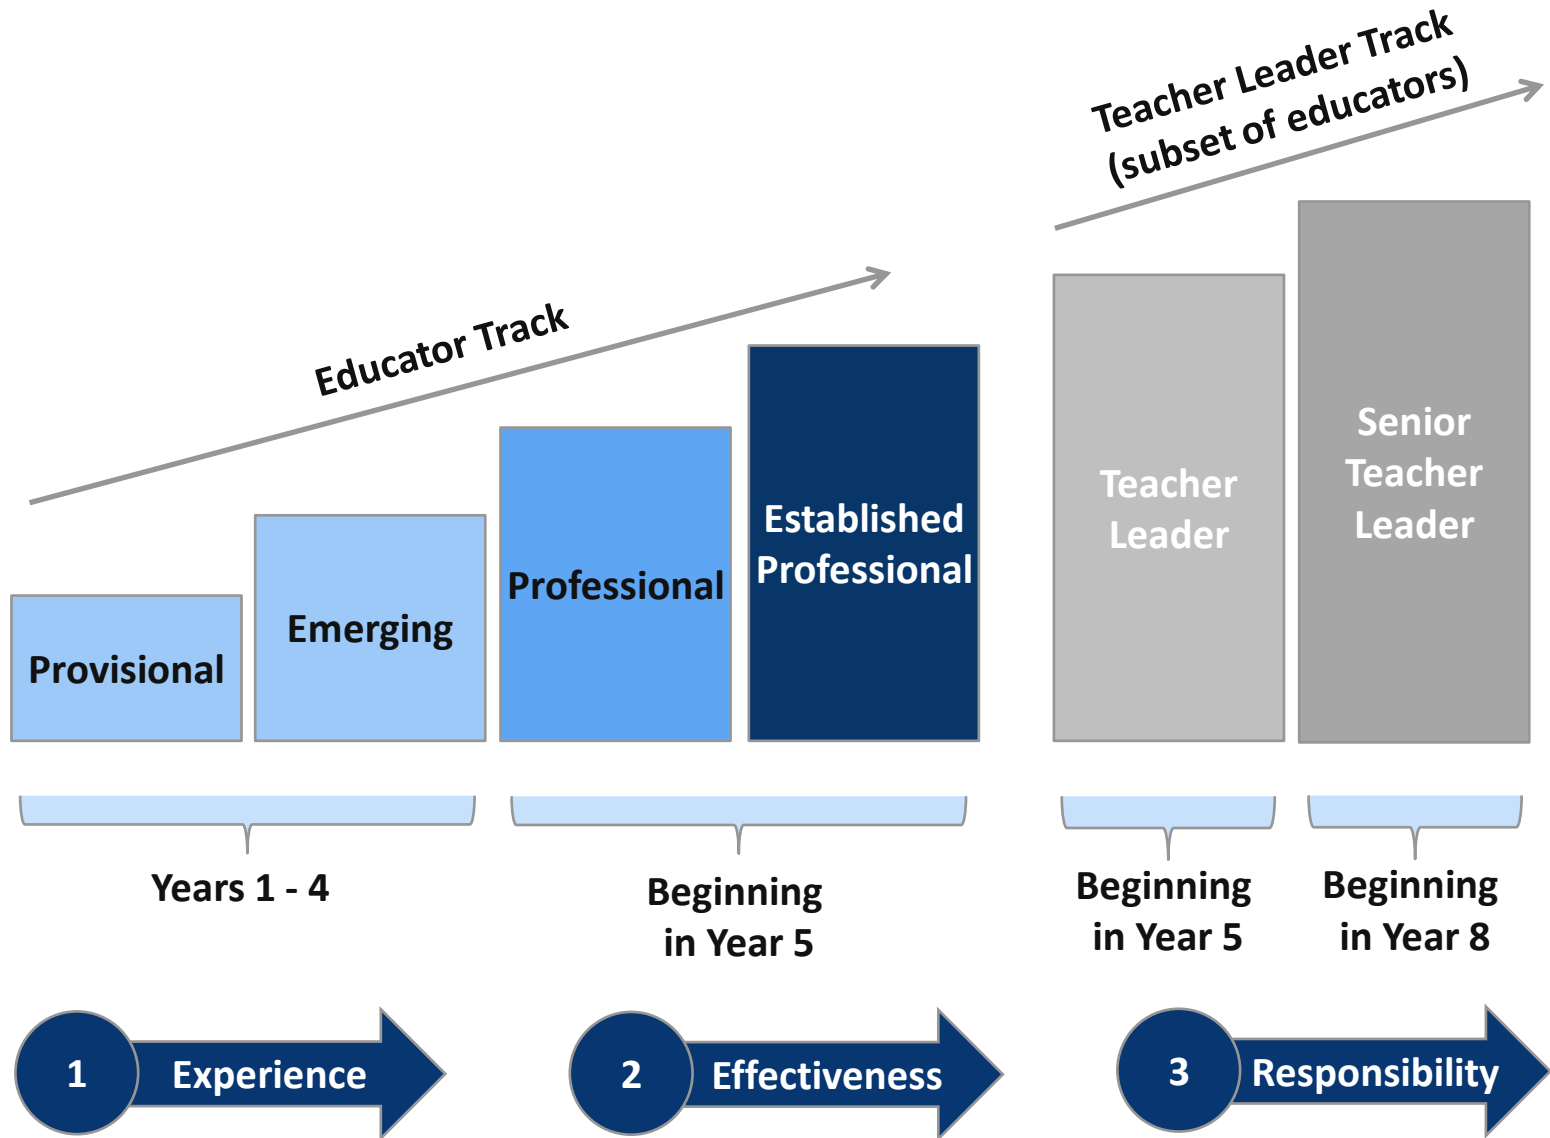 Teacher Leader Track
(subset of educators)
Educator Track
Provisional
Emerging
Professional
Established
Professional
Teacher
Leader
Senior
Teacher
Leader
Years 1 - 4
Beginning
in Year 5
Beginning
in Year 5
Beginning
in Year 8
1
Experience
2
Effectiveness
3
Responsibility